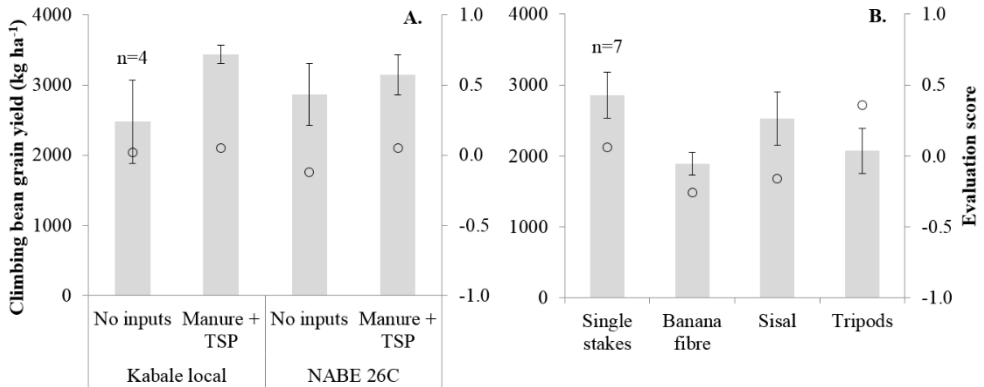 Climbing bean grain yield (kg ha⁻¹)
4000
3000
2000
1000
0
n=4
A.
1.0
0.5
0.0
-0.5
-1.0
No inputs
Manure +
TSP
No inputs
Manure +
TSP
Kabale local
NABE 26C
4000
3000
2000
1000
0
n=7
B.
1.0
0.5
0.0
-0.5
-1.0
Evaluation score
Single
stakes
Banana
fibre
Sisal
Tripods